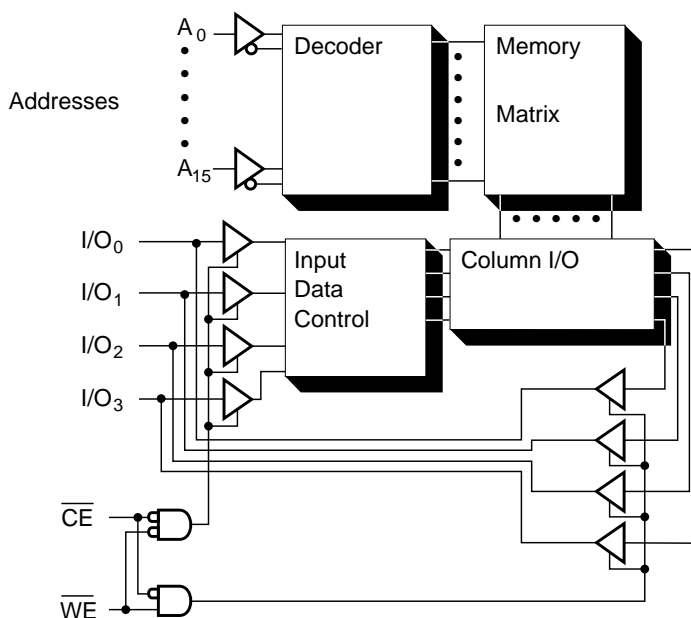 A0
Decoder
Memory
Addresses
Matrix
A15
I/O0
Input
Column I/O
I/O1
Data
Control
I/O2
I/O3
CE
WE